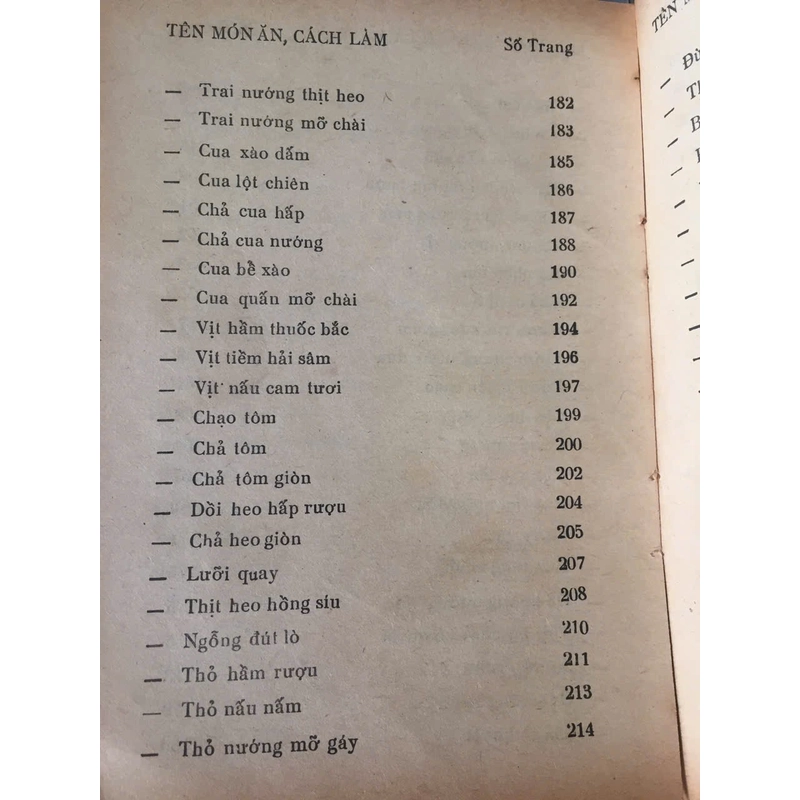 TÊN MÓN ĂN, CÁCH LÀM Số Trang
— Trai nướng thịt heo 182
— Trai nướng mỡ chài 183
— Cua xào dấm 185
— Cua lột chiên 186
— Chả cua hấp 187
— Chả cua nướng 188
— Cua bề xào 190
— Cua quấn mỡ chài 192
— Vịt hầm thuốc bắc 194
— Vịt tiềm hải sâm 196
— Vịt nấu cam tươi 197
— Chạo tôm 199
— Chả tôm 200
— Chả tôm giòn 202
— Dồi heo hấp rượu 204
— Chả heo giòn 205
— Lưỡi quay 207
— Thịt heo hồng síu 208
— Ngỗng đút lò 210
— Thỏ hầm rượu 211
— Thỏ nấu nấm 213
— Thỏ nướng mỡ gáy 214
TÊN